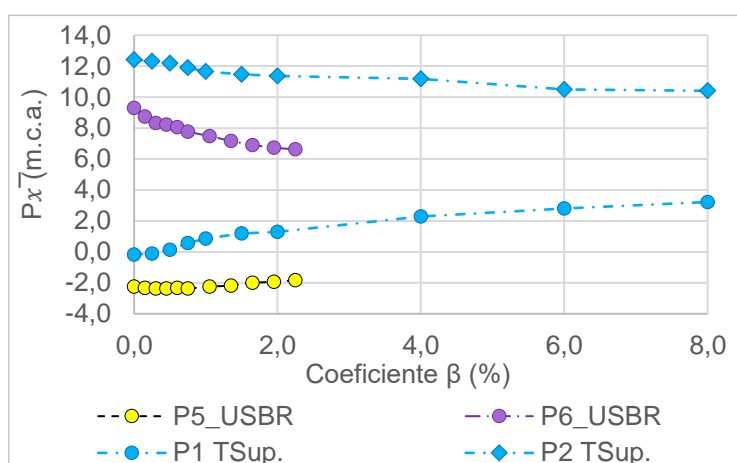 14,0
12,0
10,0
8,0
6,0
4,0
2,0
0,0
-2,0
-4,0
Px̅ (m.c.a.)
0,0 2,0 4,0 6,0 8,0
Coeficiente β (%)
P5_USBR P6_USBR
P1 TSup. P2 TSup.